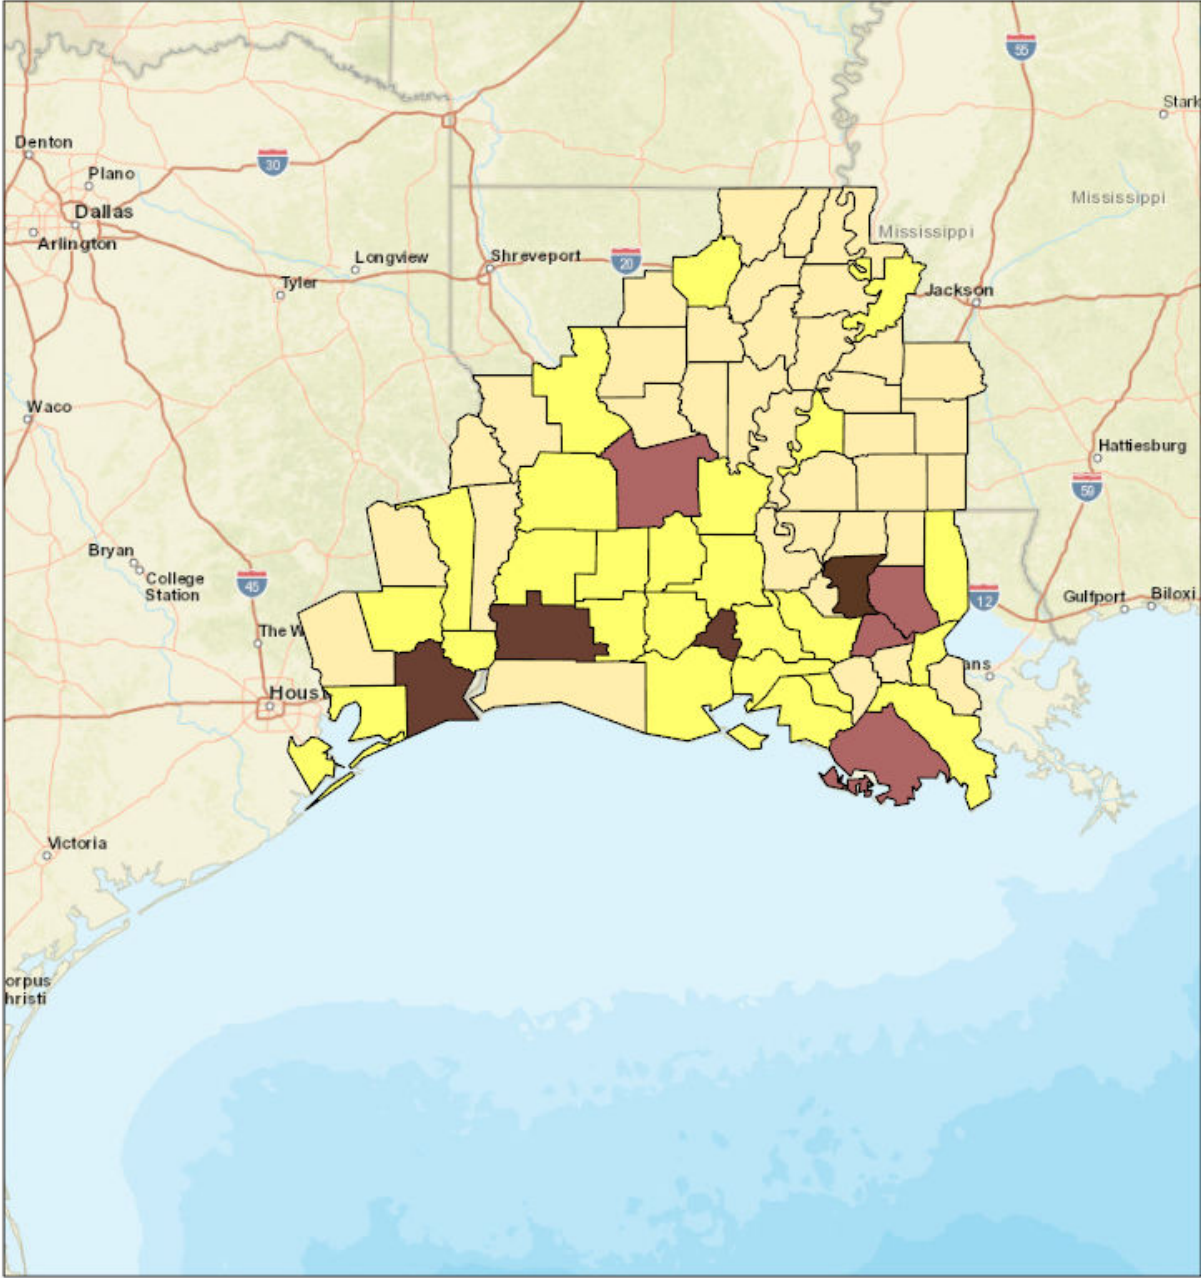 55
Stark
Denton
30
Plano
Mississippi
Dallas
Arlington
Mississippi
Longview
Shreveport
20
Tyler
Jackson
Waco
Hattiesburg
59
Bryan
College
Station
45
12
Gulfport
Biloxi
The W
ans
Hous
Victoria
orpus
hristi